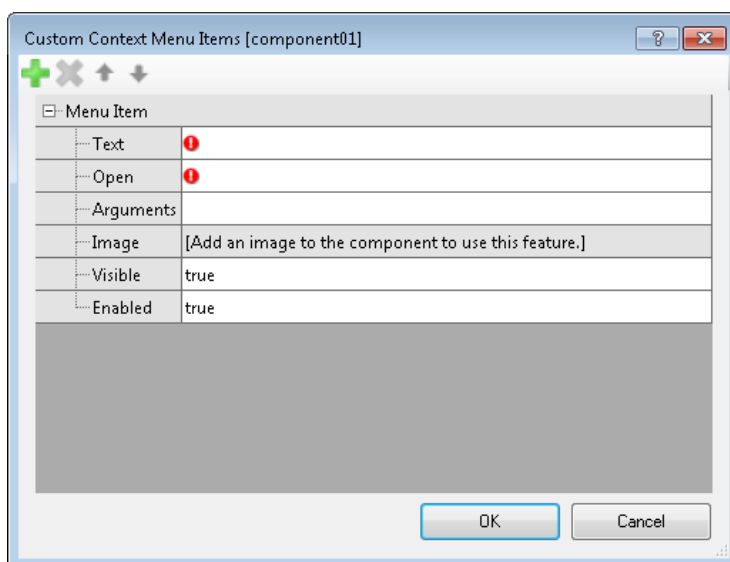 Custom Context Menu Items [component01]
Menu Item
Text
Open
Arguments
Image [Add an image to the component to use this feature.]
Visible true
Enabled true
OK Cancel